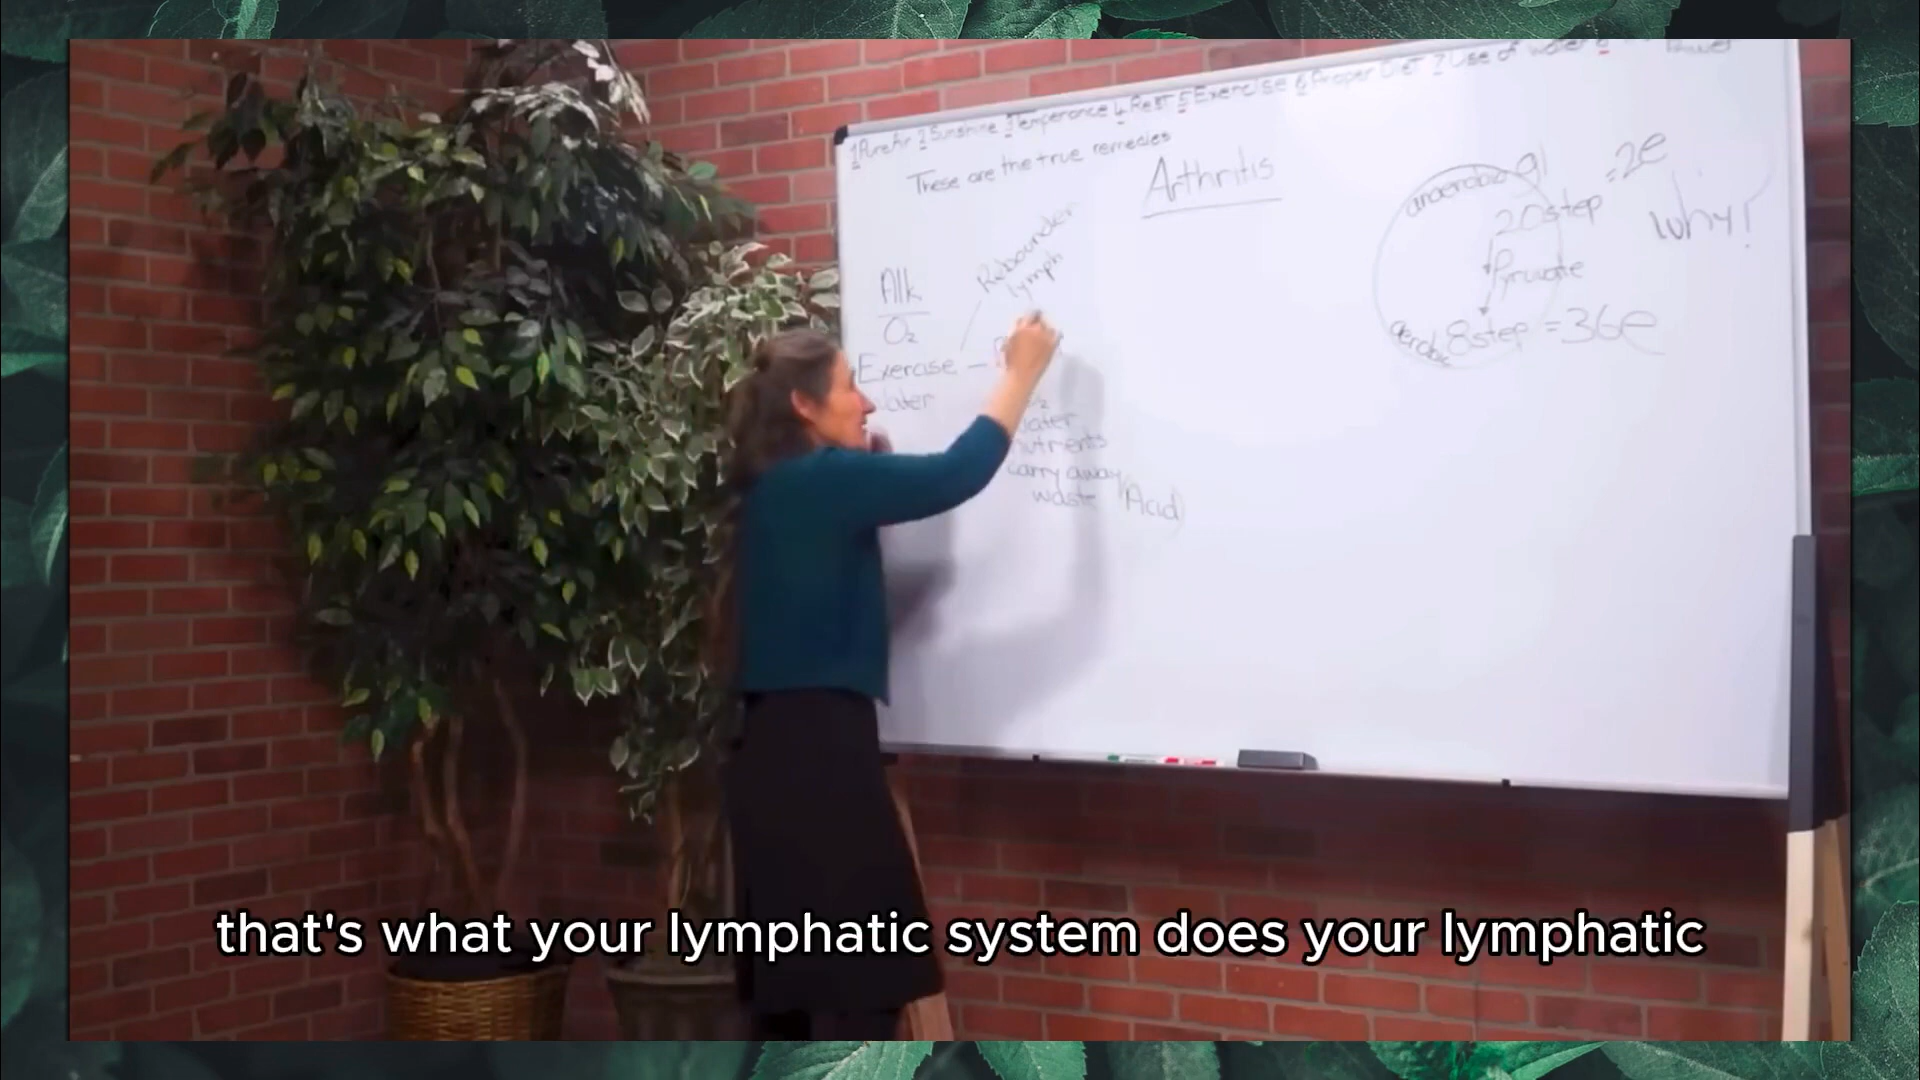 1 Pure Air 2 Sunshine 3 Temperance 4 Rest 5 Exercise 6 Proper Diet 7 Use of water 8
These are the true remedies
Arthritis
Rebounder
lymph
Alk
O₂
Exercise –
water
nutrients
carry away
waste (Acid)
anaerobic
20 step = 2e
Why?
Pyruvate
aerobic 8 step = 36e
that's what your lymphatic system does your lymphatic